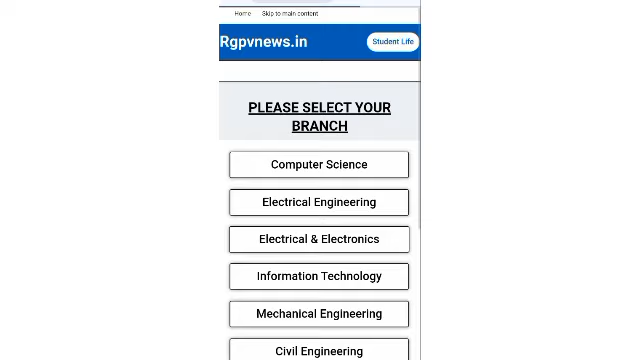 Home Skip to main content
Rgpvnews.in Student Life
PLEASE SELECT YOUR
BRANCH
Computer Science
Electrical Engineering
Electrical & Electronics
Information Technology
Mechanical Engineering
Civil Engineering